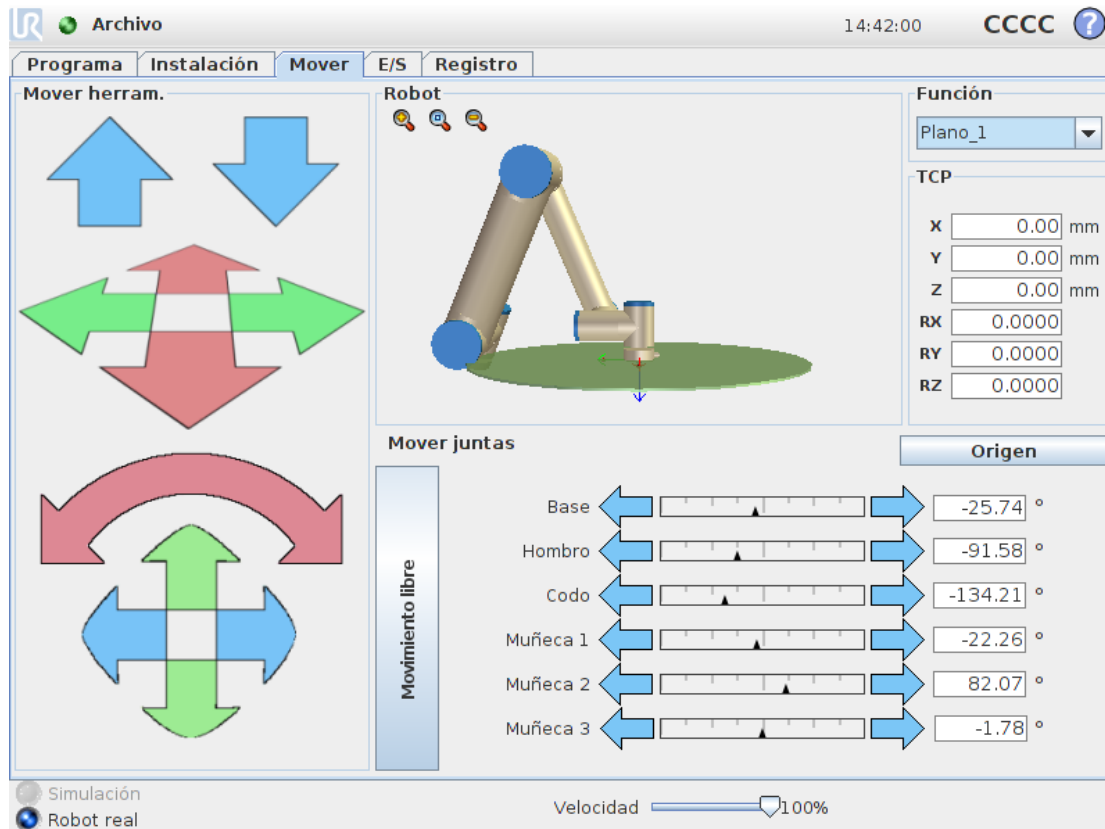 UR Archivo 14:42:00 CCCC ?
Programa Instalación Mover E/S Registro
Mover herram.
Robot
Función
Plano_1
TCP
X 0.00 mm
Y 0.00 mm
Z 0.00 mm
RX 0.0000
RY 0.0000
RZ 0.0000
Mover juntas
Origen
Movimiento libre
Base -25.74 °
Hombro -91.58 °
Codo -134.21 °
Muñeca 1 -22.26 °
Muñeca 2 82.07 °
Muñeca 3 -1.78 °
Simulación
Robot real
Velocidad 100%